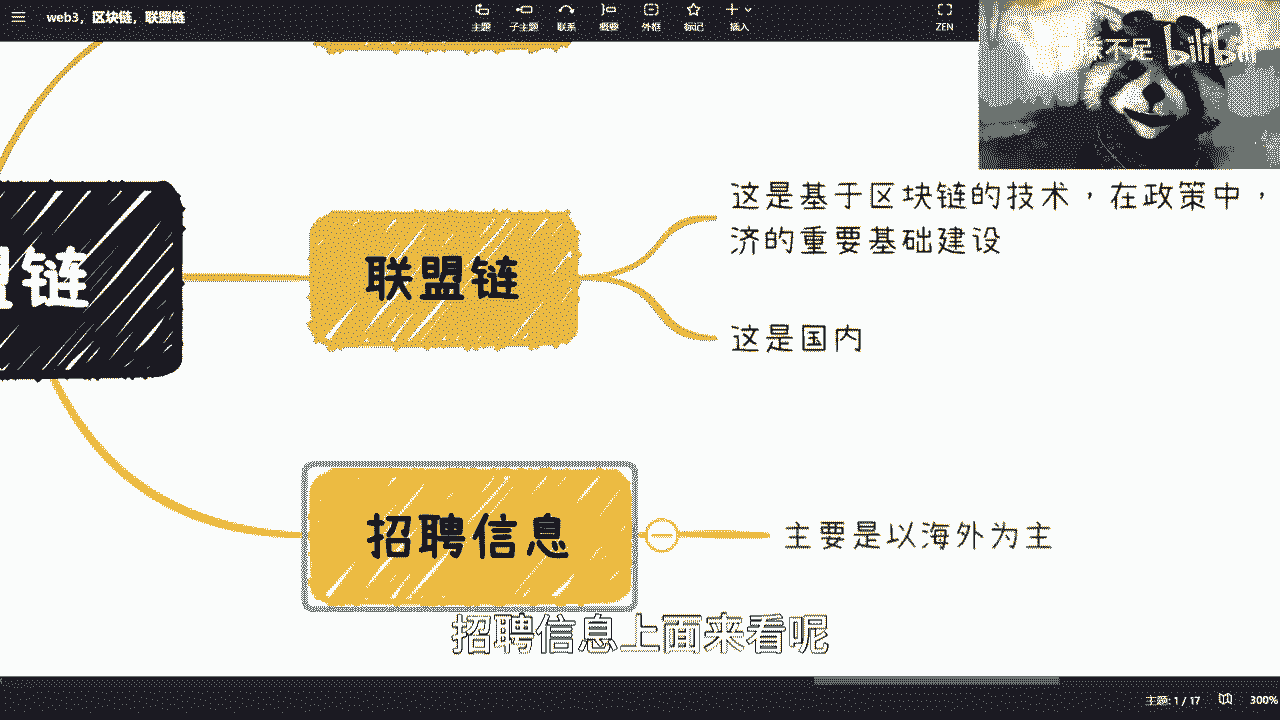 web3，区块链，联盟链
主题 子主题 联系 概要 外框 标记 插入 ZEN
味不足 bilibili
这是基于区块链的技术，在政策中，
济的重要基础建设
链
联盟链
这是国内
招聘信息
主要是以海外为主
招聘信息上面来看呢
主题: 1 / 17 300%